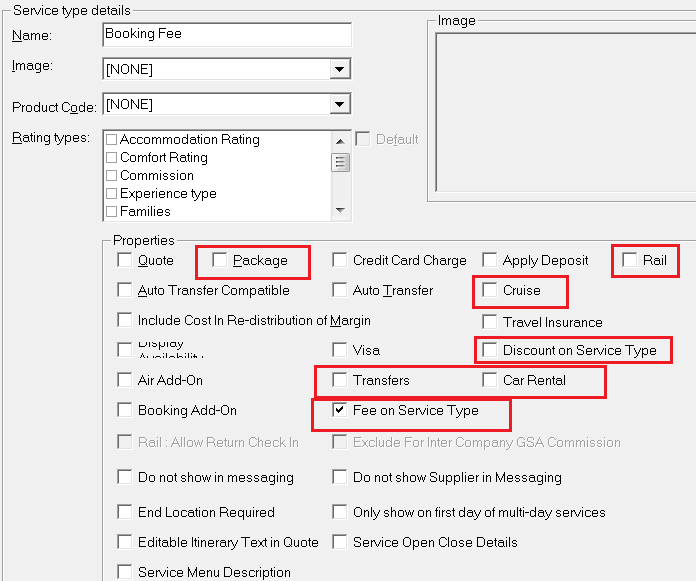 Service type details
Name: Booking Fee
Image
Image: [NONE]
Product Code: [NONE]
Rating types: Accommodation Rating
Default
Comfort Rating
Commission
Experience type
Families
Properties
Quote Package Credit Card Charge Apply Deposit Rail
Auto Transfer Compatible Auto Transfer Cruise
Include Cost In Re-distribution of Margin Travel Insurance
Display
Availability
Visa Discount on Service Type
Air Add-On Transfers Car Rental
Booking Add-On Fee on Service Type
Rail : Allow Return Check In Exclude For Inter Company GSA Commission
Do not show in messaging Do not show Supplier in Messaging
End Location Required Only show on first day of multi-day services
Editable Itinerary Text in Quote Service Open Close Details
Service Menu Description